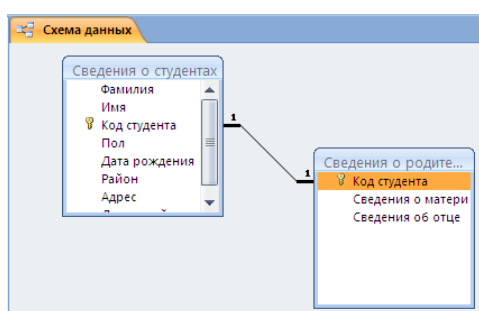 Схема данных
Сведения о студентах
Фамилия
Имя
Код студента
Пол
Дата рождения
Район
Адрес
1
1
Сведения о родите...
Код студента
Сведения о матери
Сведения об отце